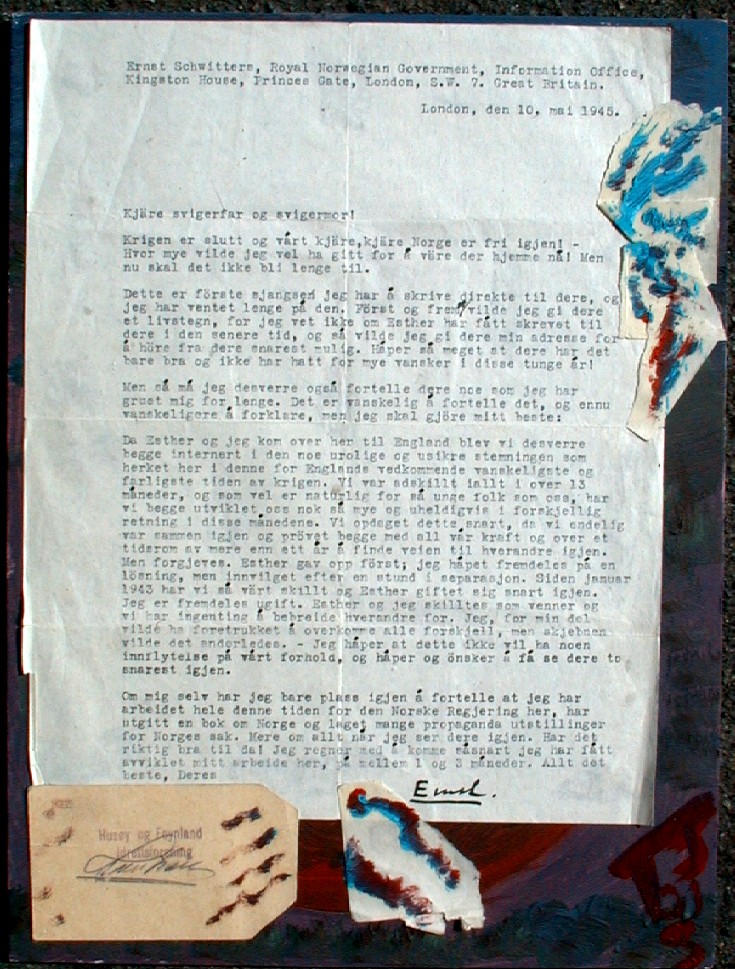 Ernst Schwitters, Royal Norwegian Government, Information Office,
Kingston House, Princes Gate, London, S.W. 7. Great Britain.
London, den 10. mai 1945.
Kjäre svigerfar og svigermor!
Krigen er slutt og vårt kjäre,kjäre Norge er fri igjen! -
Hvor mye vilde jeg vel ha gitt for å väre der hjemme nå! Men
nu skal det ikke bli lenge til.
Dette er förste sjangsen jeg har å skrive direkte til dere, og
jeg har ventet lenge på den. Först og frem vilde jeg gi dere
et livstegn, for jeg vet ikke om Esther har fått skrevet til
dere i den senere tid, og så vilde jeg gi dere min adresse for
å höre fra dere snarest mulig. Håper så meget at dere har det
bare bra og ikke har hatt for mye vansker i disse tunge år!
Men så må jeg desverre også fortelle dere noe som jeg har
gruet mig for lenge. Det er vanskelig å fortelle det, og ennu
vanskeligere å forklare, men jeg skal gjöre mitt beste:
Da Esther og jeg kom over her til England blev vi desverre
begge internert i den noe urolige og usikre stemningen som
herket her i denne for Englands vedkommende vanskeligste og
farligste tiden av krigen. Vi var adskillt iallt i over 13
måneder, og som vel er naturlig for så unge folk som oss, har
vi begge utviklet oss nok så mye og uheldigvis i forskjellig
retning i disse månedene. Vi opdaget dette snart, da vi endelig
var sammen igjen og prövet begge med all vår kraft og over et
tidsrom av mere enn ett år å finde veien til hverandre igjen.
Men forgjeves. Esther gav opp först; jeg håpet fremdeles på en
lösning, men innvilget efter en stund i separasjon. Siden januar
1943 har vi så vårt skillt og Esther giftet sig snart igjen.
Jeg er fremdeles ugift. Esther og jeg skilltes som venner og
vi har ingenting å bebreide hverandre for. Jeg, for min del
vilde ha foretrukket å overkomme alle forskjell, men skjebnen
vilde det anderledes. - Jeg håper at dette ikke vil ha noen
innflytelse på vårt forhold, og håper og önsker å få se dere to
snarest igjen.
Om mig selv har jeg bare plass igjen å fortelle at jeg har
arbeidet hele denne tiden for den Norske Regjering her, har
utgitt en bok om Norge og laget mange propaganda utstillinger
for Norges sak. Mere om allt når jeg ser dere igjen. Har det
riktig bra til da! Jeg regner med å komme såsnart jeg har fått
avviklet mitt arbeide her, på mellem 1 og 3 måneder. Allt det
beste, Deres
Ernst.
Husøy og Føynland
Idrettsforening